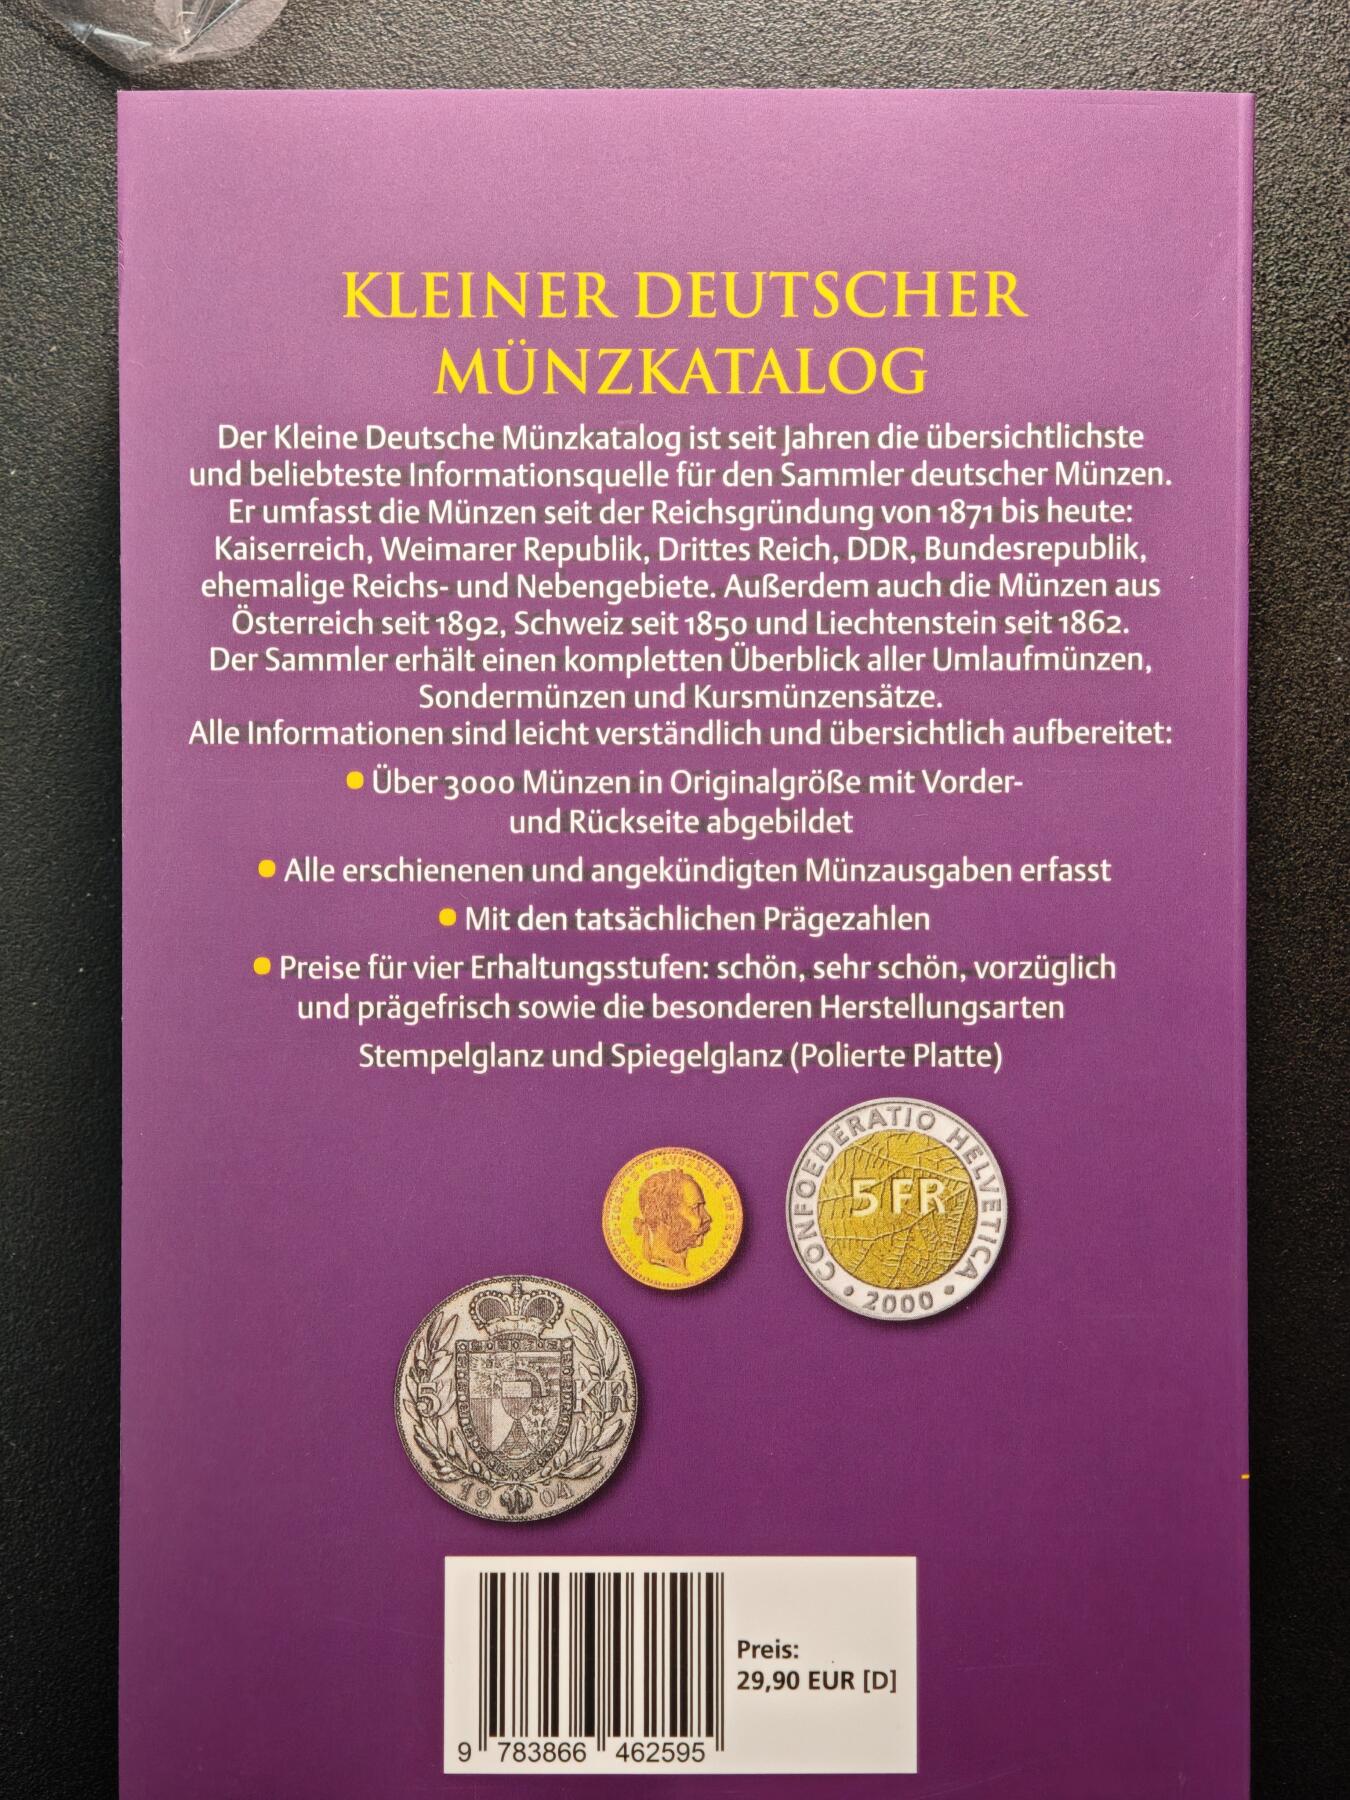 KLEINER DEUTSCHER
MÜNZKATALOG
Der Kleine Deutsche Münzkatalog ist seit Jahren die übersichtlichste
und beliebteste Informationsquelle für den Sammler deutscher Münzen.
Er umfasst die Münzen seit der Reichsgründung von 1871 bis heute:
Kaiserreich, Weimarer Republik, Drittes Reich, DDR, Bundesrepublik,
ehemalige Reichs- und Nebengebiete. Außerdem auch die Münzen aus
Österreich seit 1892, Schweiz seit 1850 und Liechtenstein seit 1862.
Der Sammler erhält einen kompletten Überblick aller Umlaufmünzen,
Sondermünzen und Kursmünzensätze.
Alle Informationen sind leicht verständlich und übersichtlich aufbereitet:
• Über 3000 Münzen in Originalgröße mit Vorder-
und Rückseite abgebildet
• Alle erschienenen und angekündigten Münzausgaben erfasst
• Mit den tatsächlichen Prägezahlen
• Preise für vier Erhaltungsstufen: schön, sehr schön, vorzüglich
und prägefrisch sowie die besonderen Herstellungsarten
Stempelglanz und Spiegelglanz (Polierte Platte)
CONFOEDERATIO HELVETICA
5 FR
• 2000 •
5 KR
1904
Preis:
29,90 EUR [D]
9 783866 462595